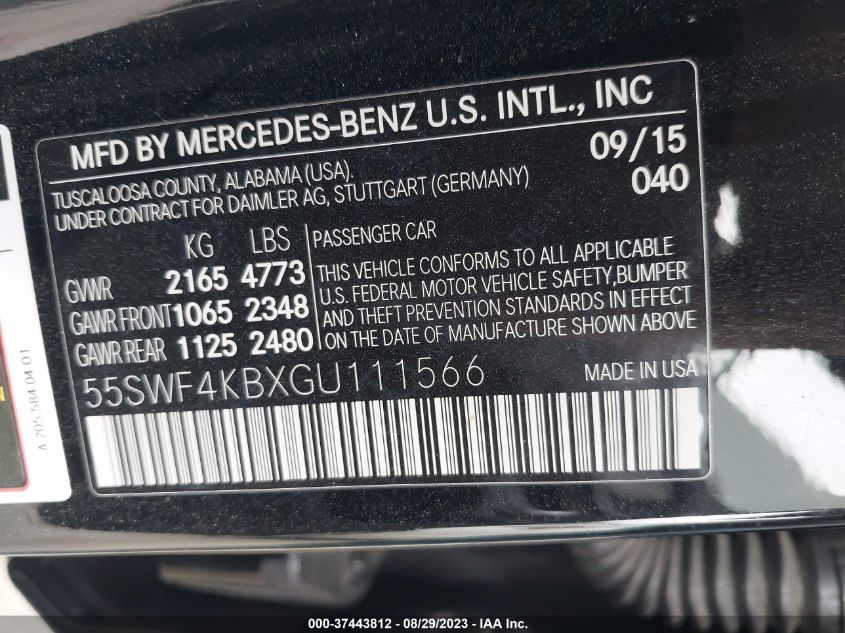 MFD BY MERCEDES-BENZ U.S. INTL., INC
TUSCALOOSA COUNTY, ALABAMA (USA).
UNDER CONTRACT FOR DAIMLER AG, STUTTGART (GERMANY)
09/15
040
KG LBS
GVWR 2165 4773
GAWR FRONT 1065 2348
GAWR REAR 1125 2480
PASSENGER CAR
THIS VEHICLE CONFORMS TO ALL APPLICABLE
U.S. FEDERAL MOTOR VEHICLE SAFETY,BUMPER
AND THEFT PREVENTION STANDARDS IN EFFECT
ON THE DATE OF MANUFACTURE SHOWN ABOVE
55SWF4KBXGU111566
MADE IN USA
A 205 584 04 01
000-37443812 - 08/29/2023 - IAA Inc.